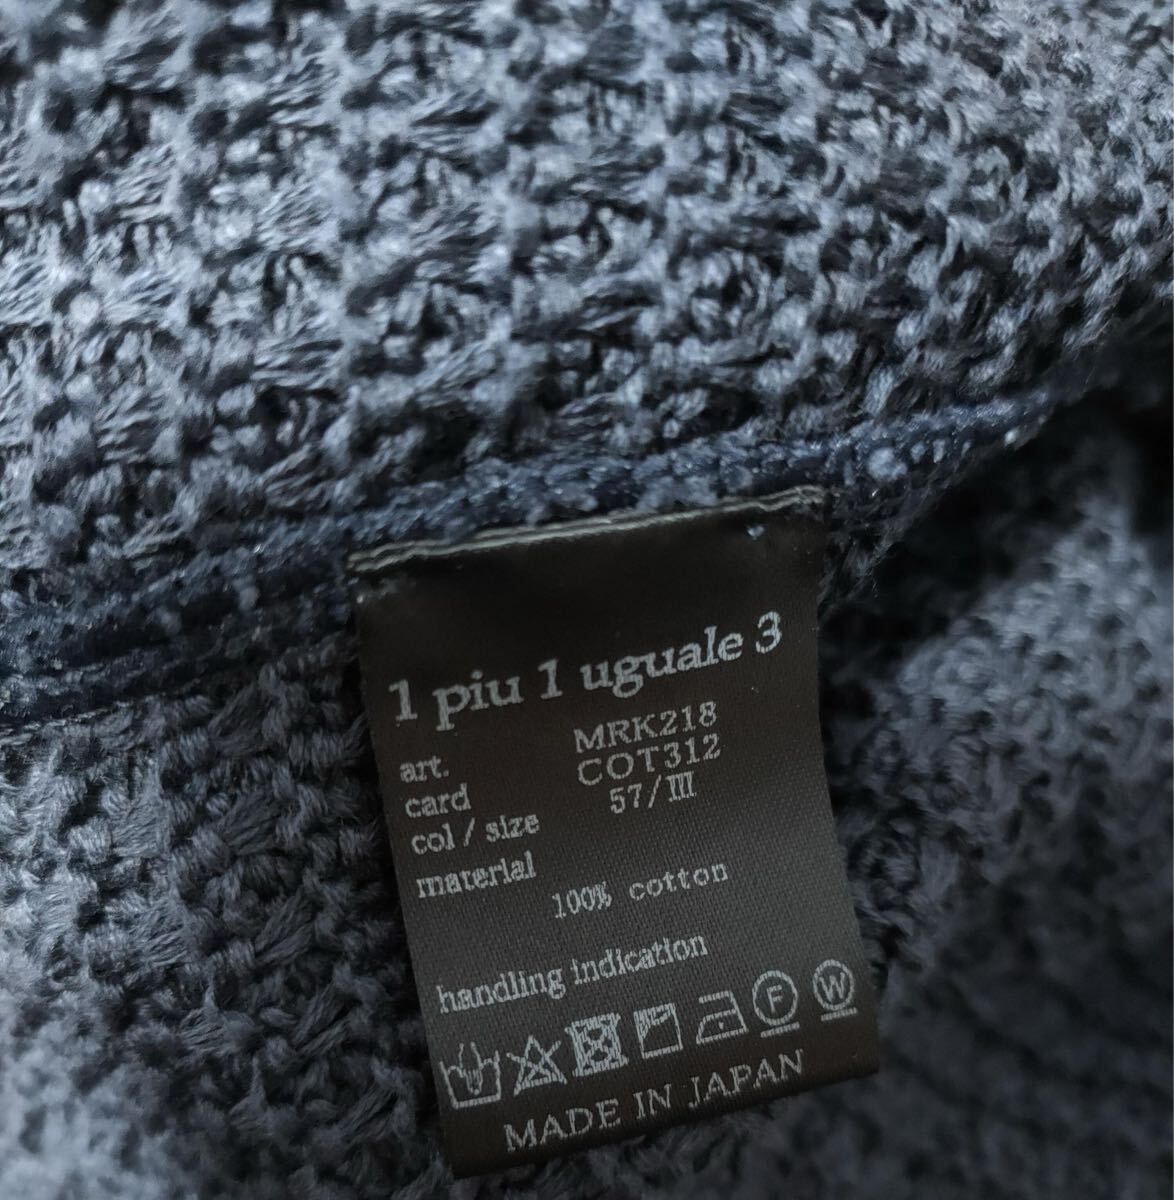 1 piu 1 uguale 3
art. MRK218
card COT312
col / size 57/Ⅲ
material
100% cotton
handling indication
F W
MADE IN JAPAN